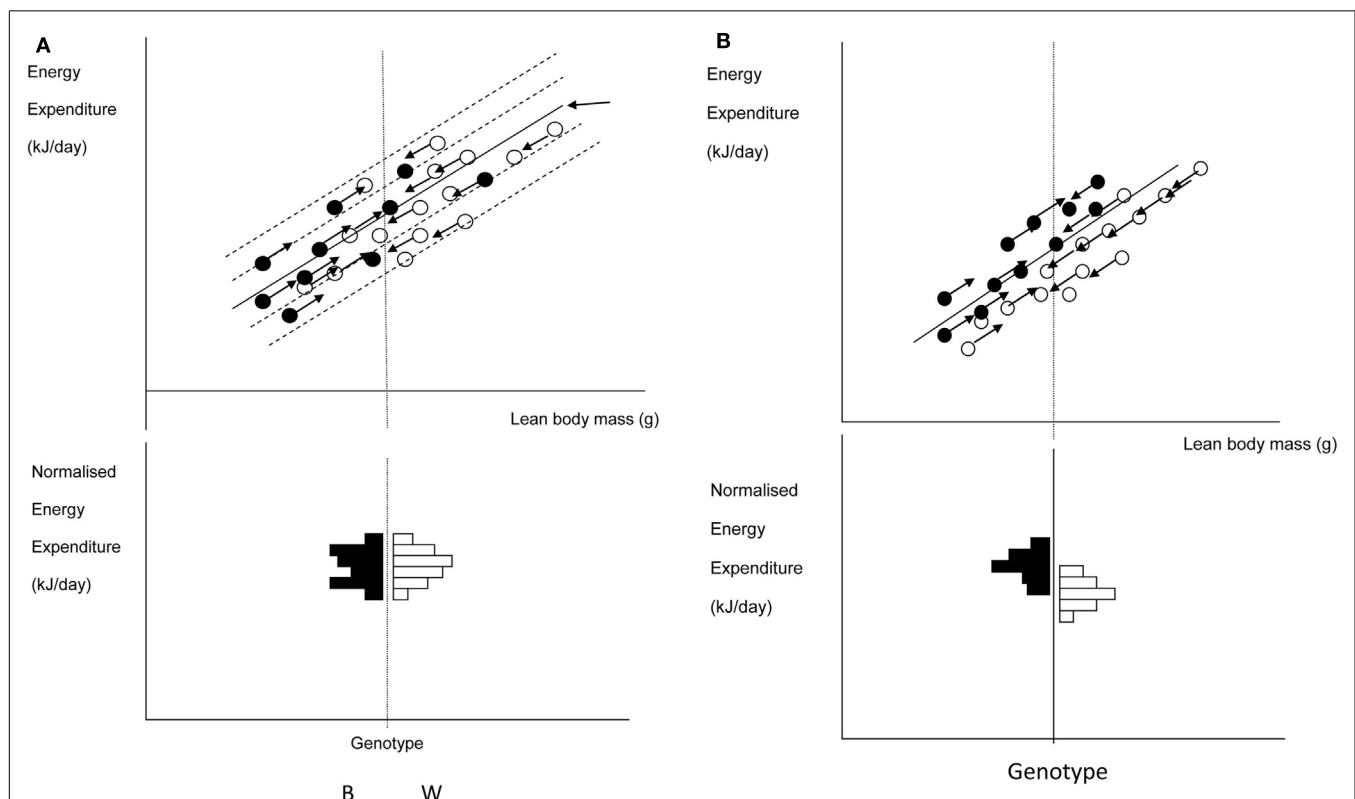 A
Energy
Expenditure
(kJ/day)
Lean body mass (g)
Normalised
Energy
Expenditure
(kJ/day)
Genotype
B W
B
Energy
Expenditure
(kJ/day)
Lean body mass (g)
Normalised
Energy
Expenditure
(kJ/day)
Genotype